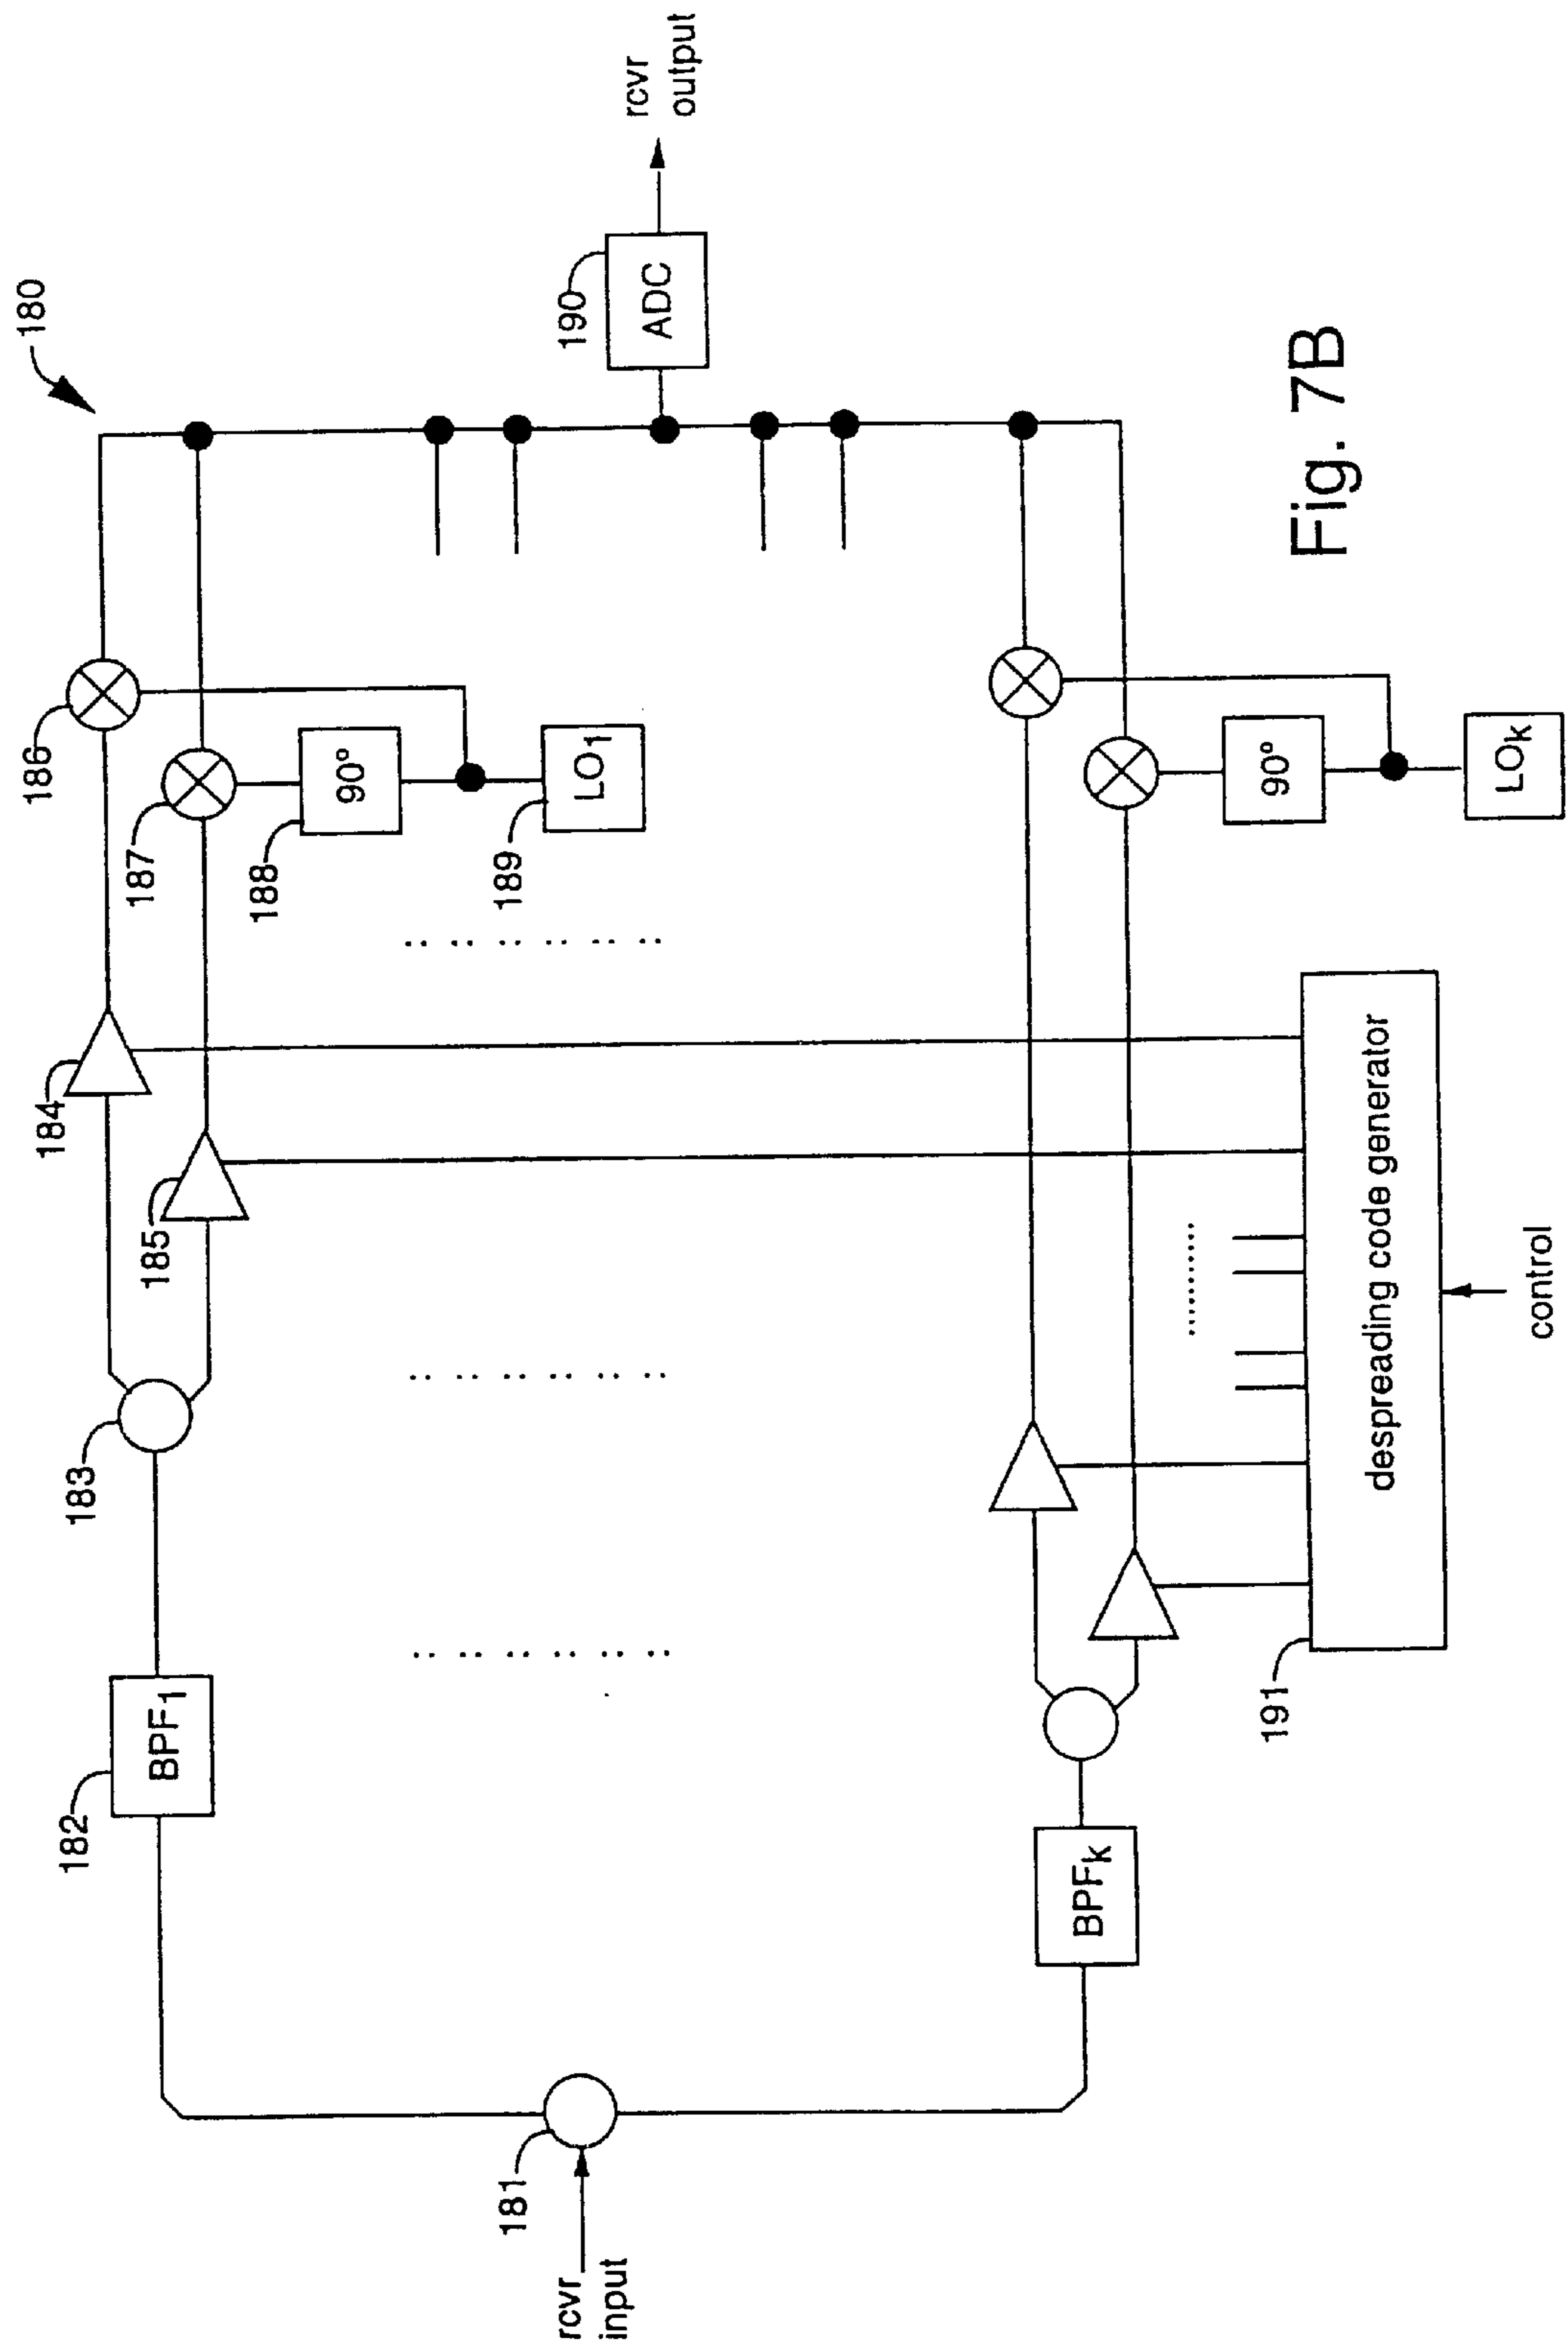 180
186
184
183
182
BPF1
187
185
188
90°
189
LO1
190
ADC
rcvr
output
181
rcvr
input
BPFk
90°
LOk
191
despreading code generator
control
Fig. 7B